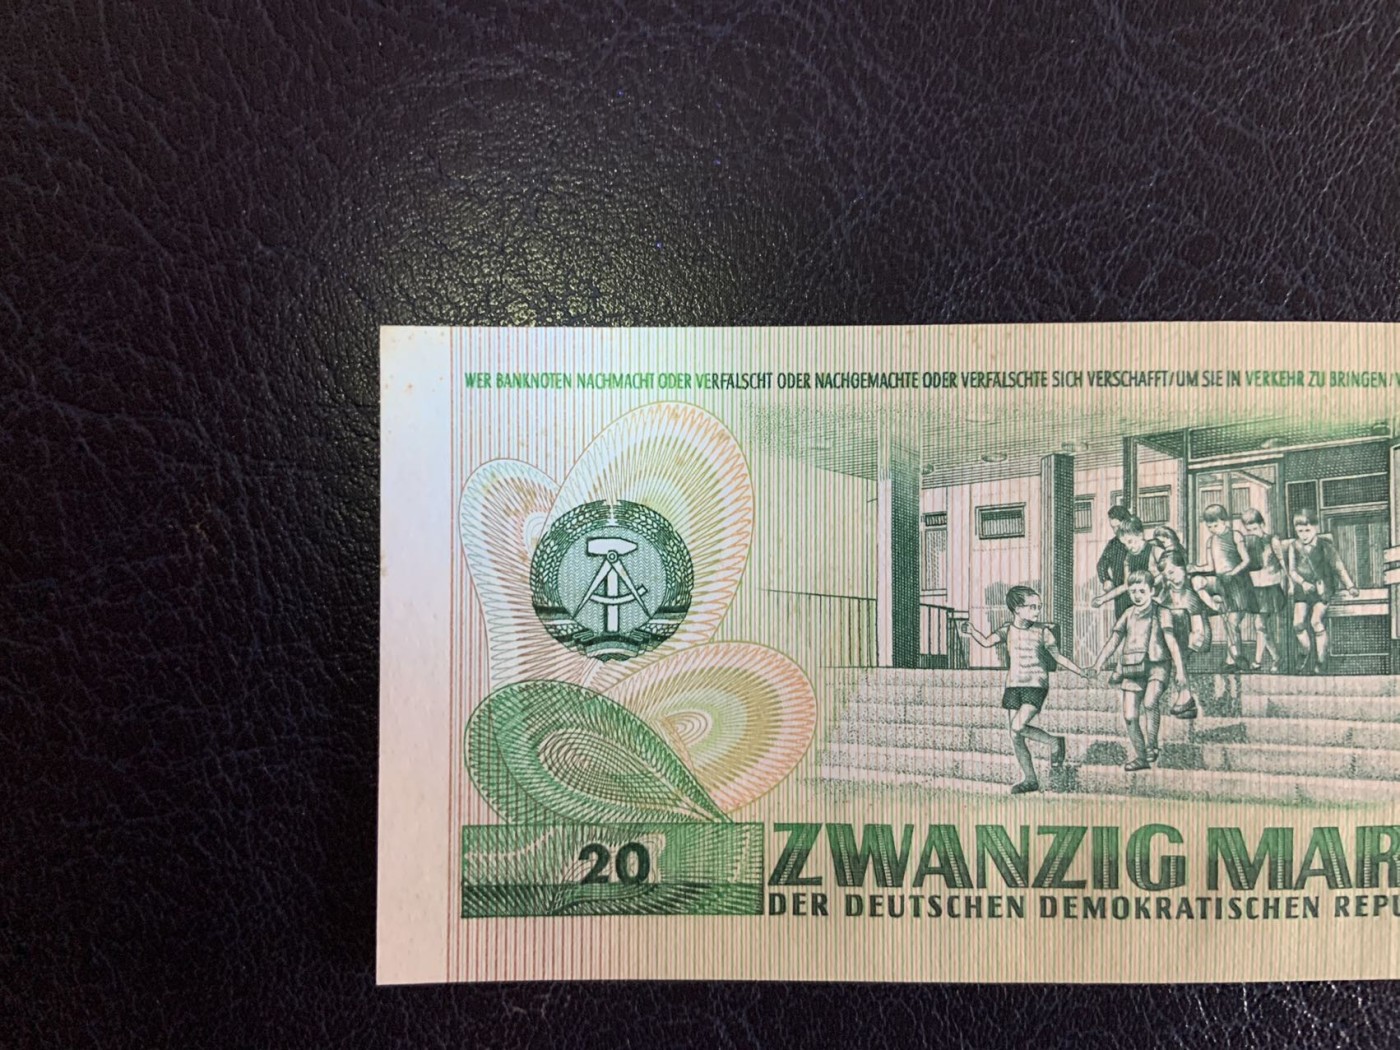 WER BANKNOTEN NACHMACHT ODER VERFÄLSCHT ODER NACHGEMACHTE ODER VERFÄLSCHTE SICH VERSCHAFFT/UM SIE IN VERKEHR ZU BRINGEN/
20
ZWANZIG MAR
DER DEUTSCHEN DEMOKRATISCHEN REPU